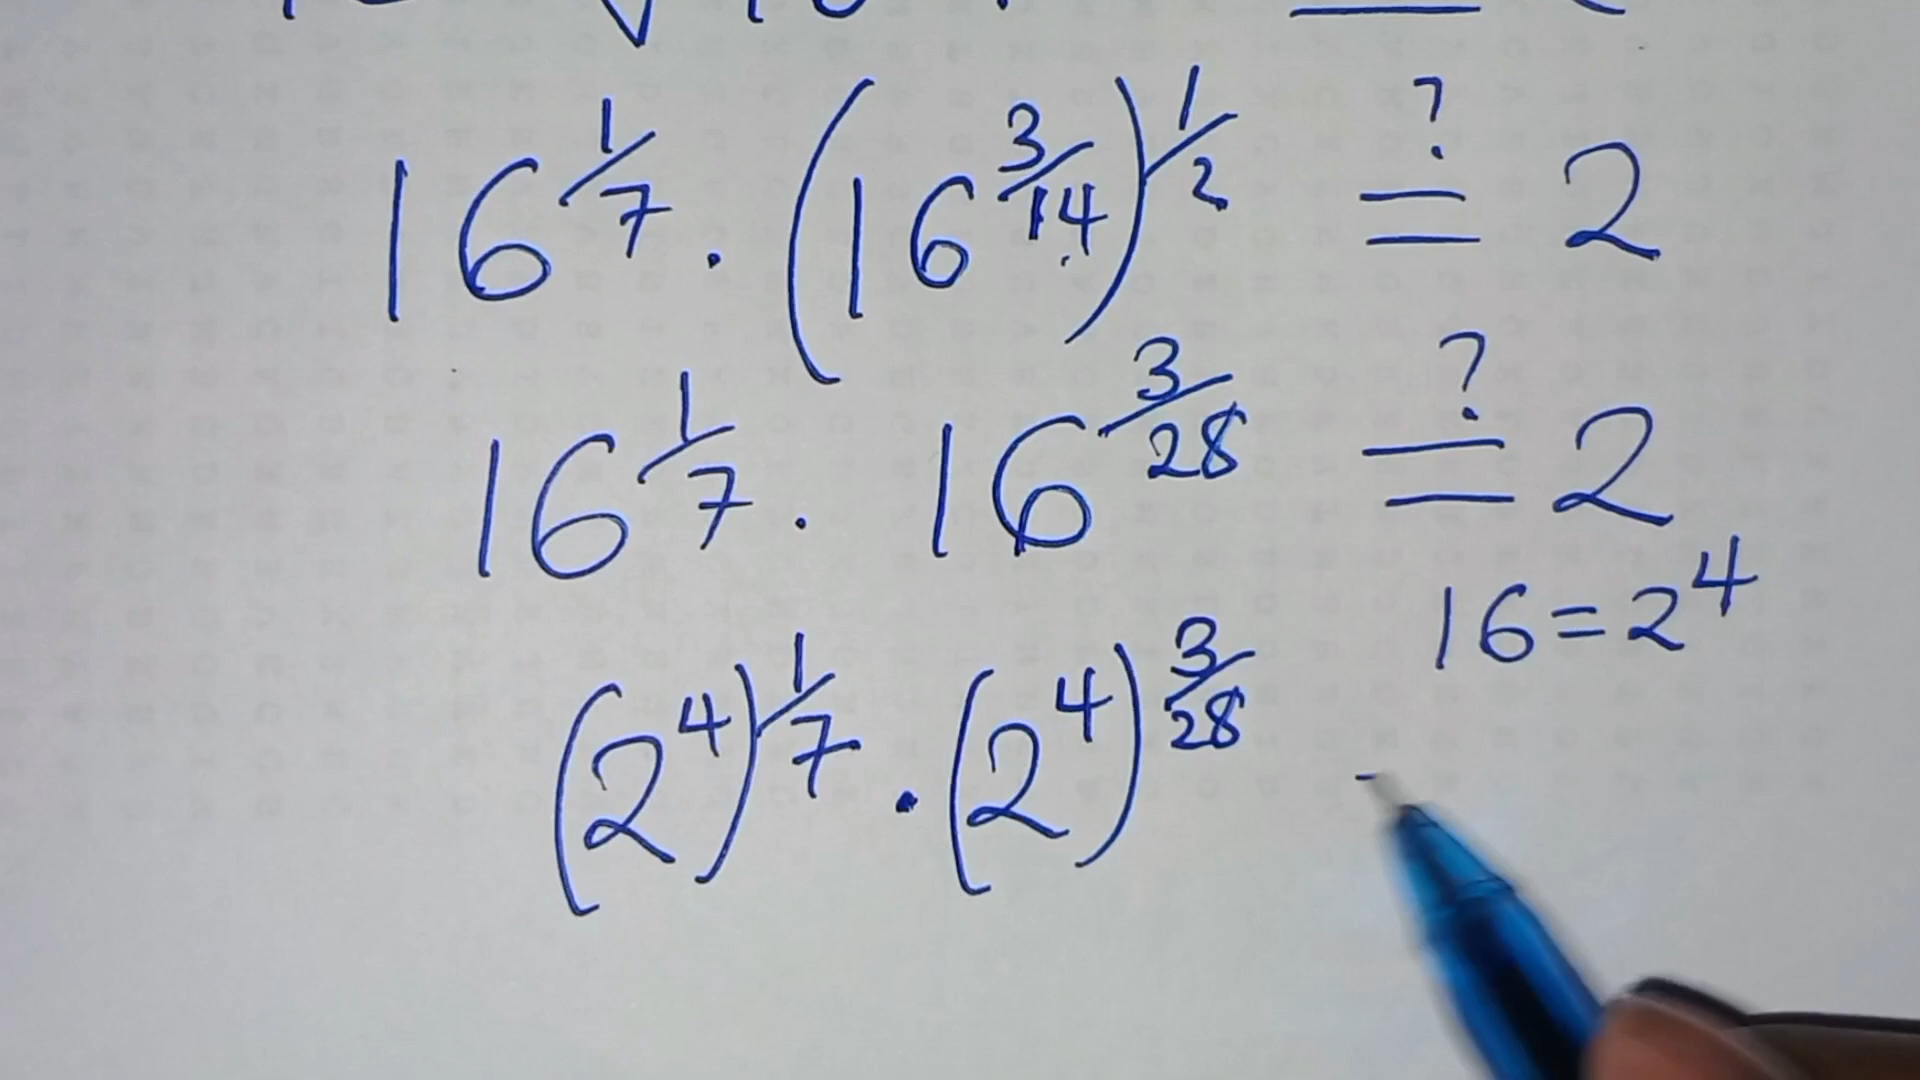 16^{1/7} . (16^{3/14})^{1/2} ?= 2
16^{1/7} . 16^{3/28} ?= 2
16 = 2^4
(2^4)^{1/7} . (2^4)^{3/28} -